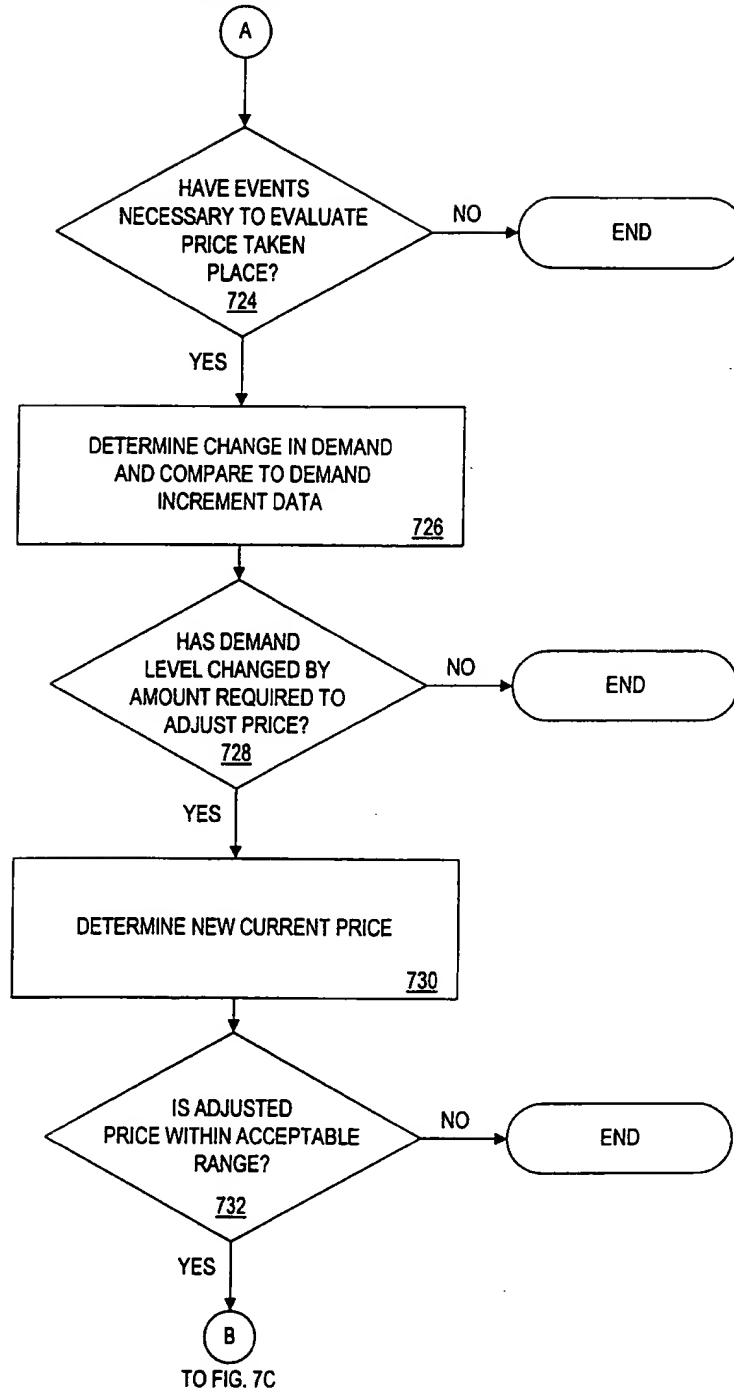 A
HAVE EVENTS
NECESSARY TO EVALUATE
PRICE TAKEN
PLACE?
724
NO
END
YES
DETERMINE CHANGE IN DEMAND
AND COMPARE TO DEMAND
INCREMENT DATA
726
HAS DEMAND
LEVEL CHANGED BY
AMOUNT REQUIRED TO
ADJUST PRICE?
728
NO
END
YES
DETERMINE NEW CURRENT PRICE
730
IS ADJUSTED
PRICE WITHIN ACCEPTABLE
RANGE?
732
NO
END
YES
B
TO FIG. 7C